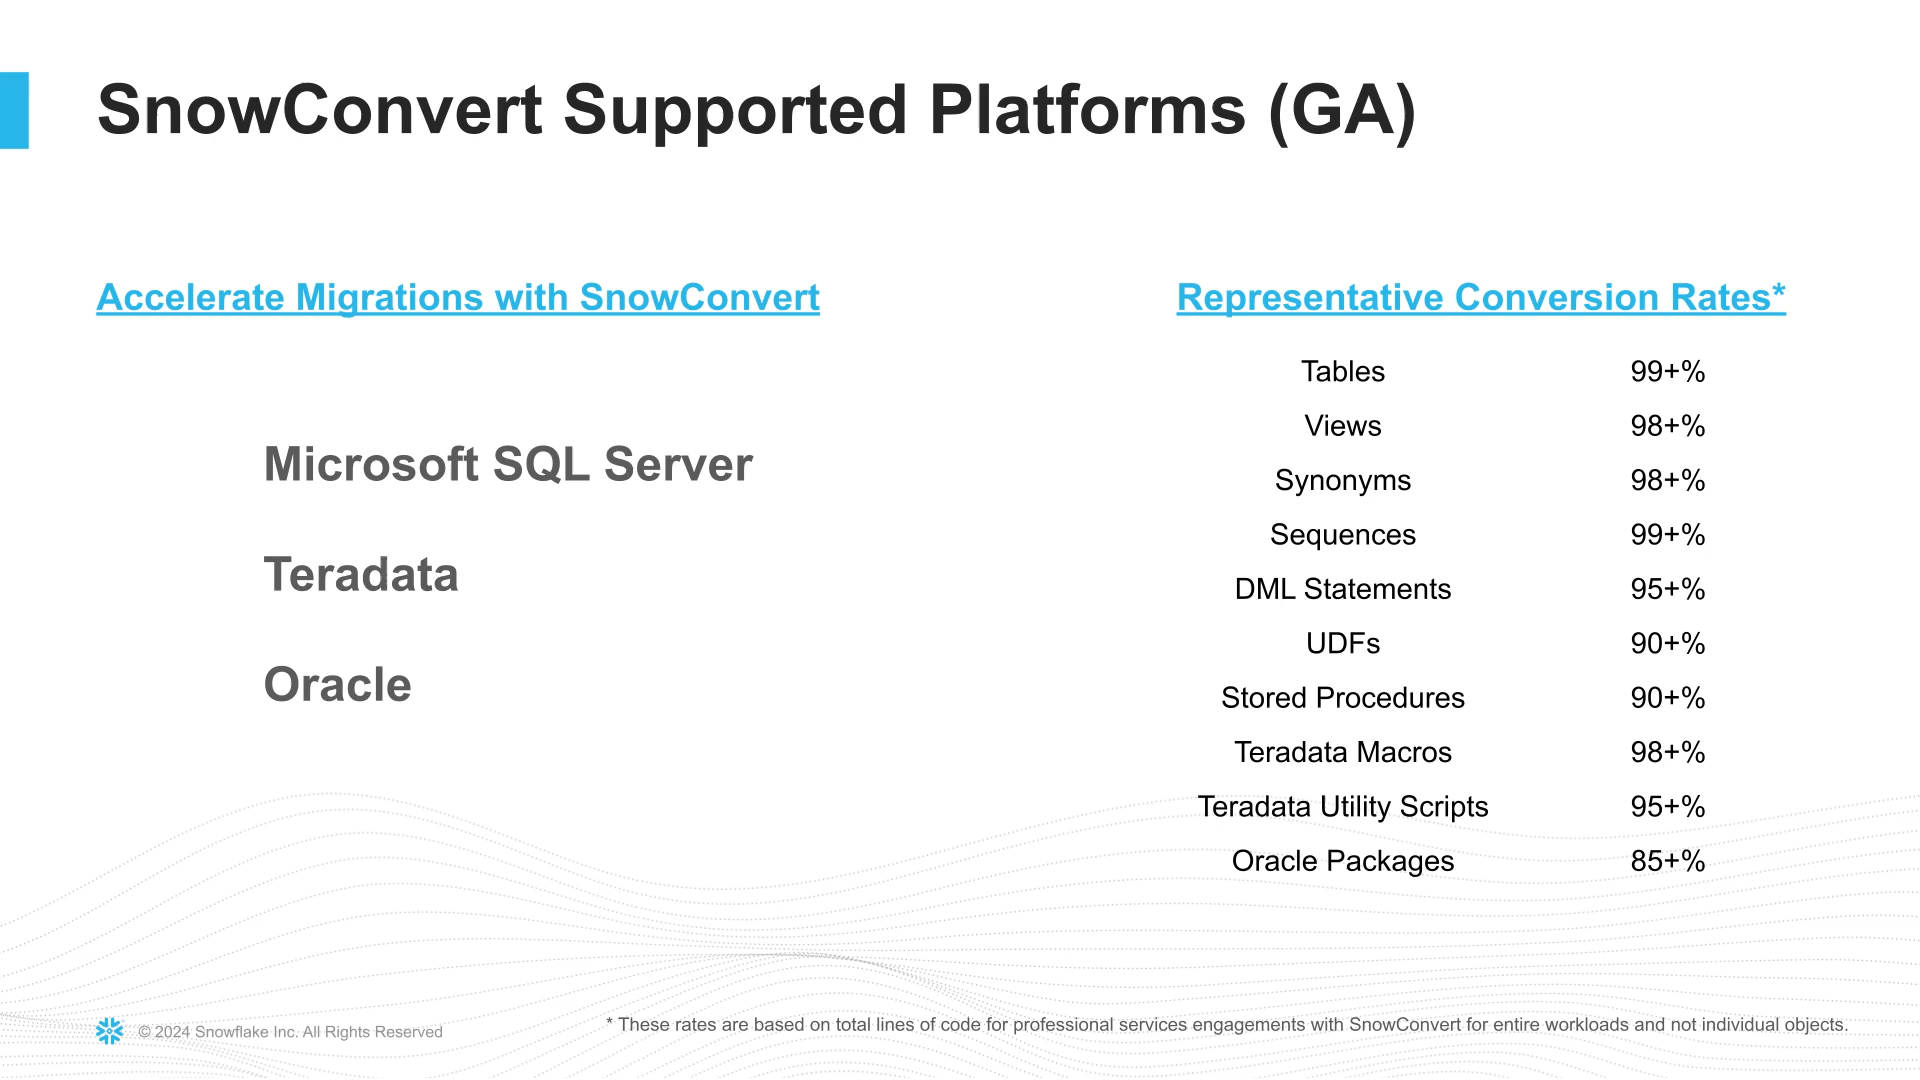 SnowConvert Supported Platforms (GA)
Accelerate Migrations with SnowConvert
Microsoft SQL Server
Teradata
Oracle
Representative Conversion Rates*
Tables 99+%
Views 98+%
Synonyms 98+%
Sequences 99+%
DML Statements 95+%
UDFs 90+%
Stored Procedures 90+%
Teradata Macros 98+%
Teradata Utility Scripts 95+%
Oracle Packages 85+%
© 2024 Snowflake Inc. All Rights Reserved
* These rates are based on total lines of code for professional services engagements with SnowConvert for entire workloads and not individual objects.